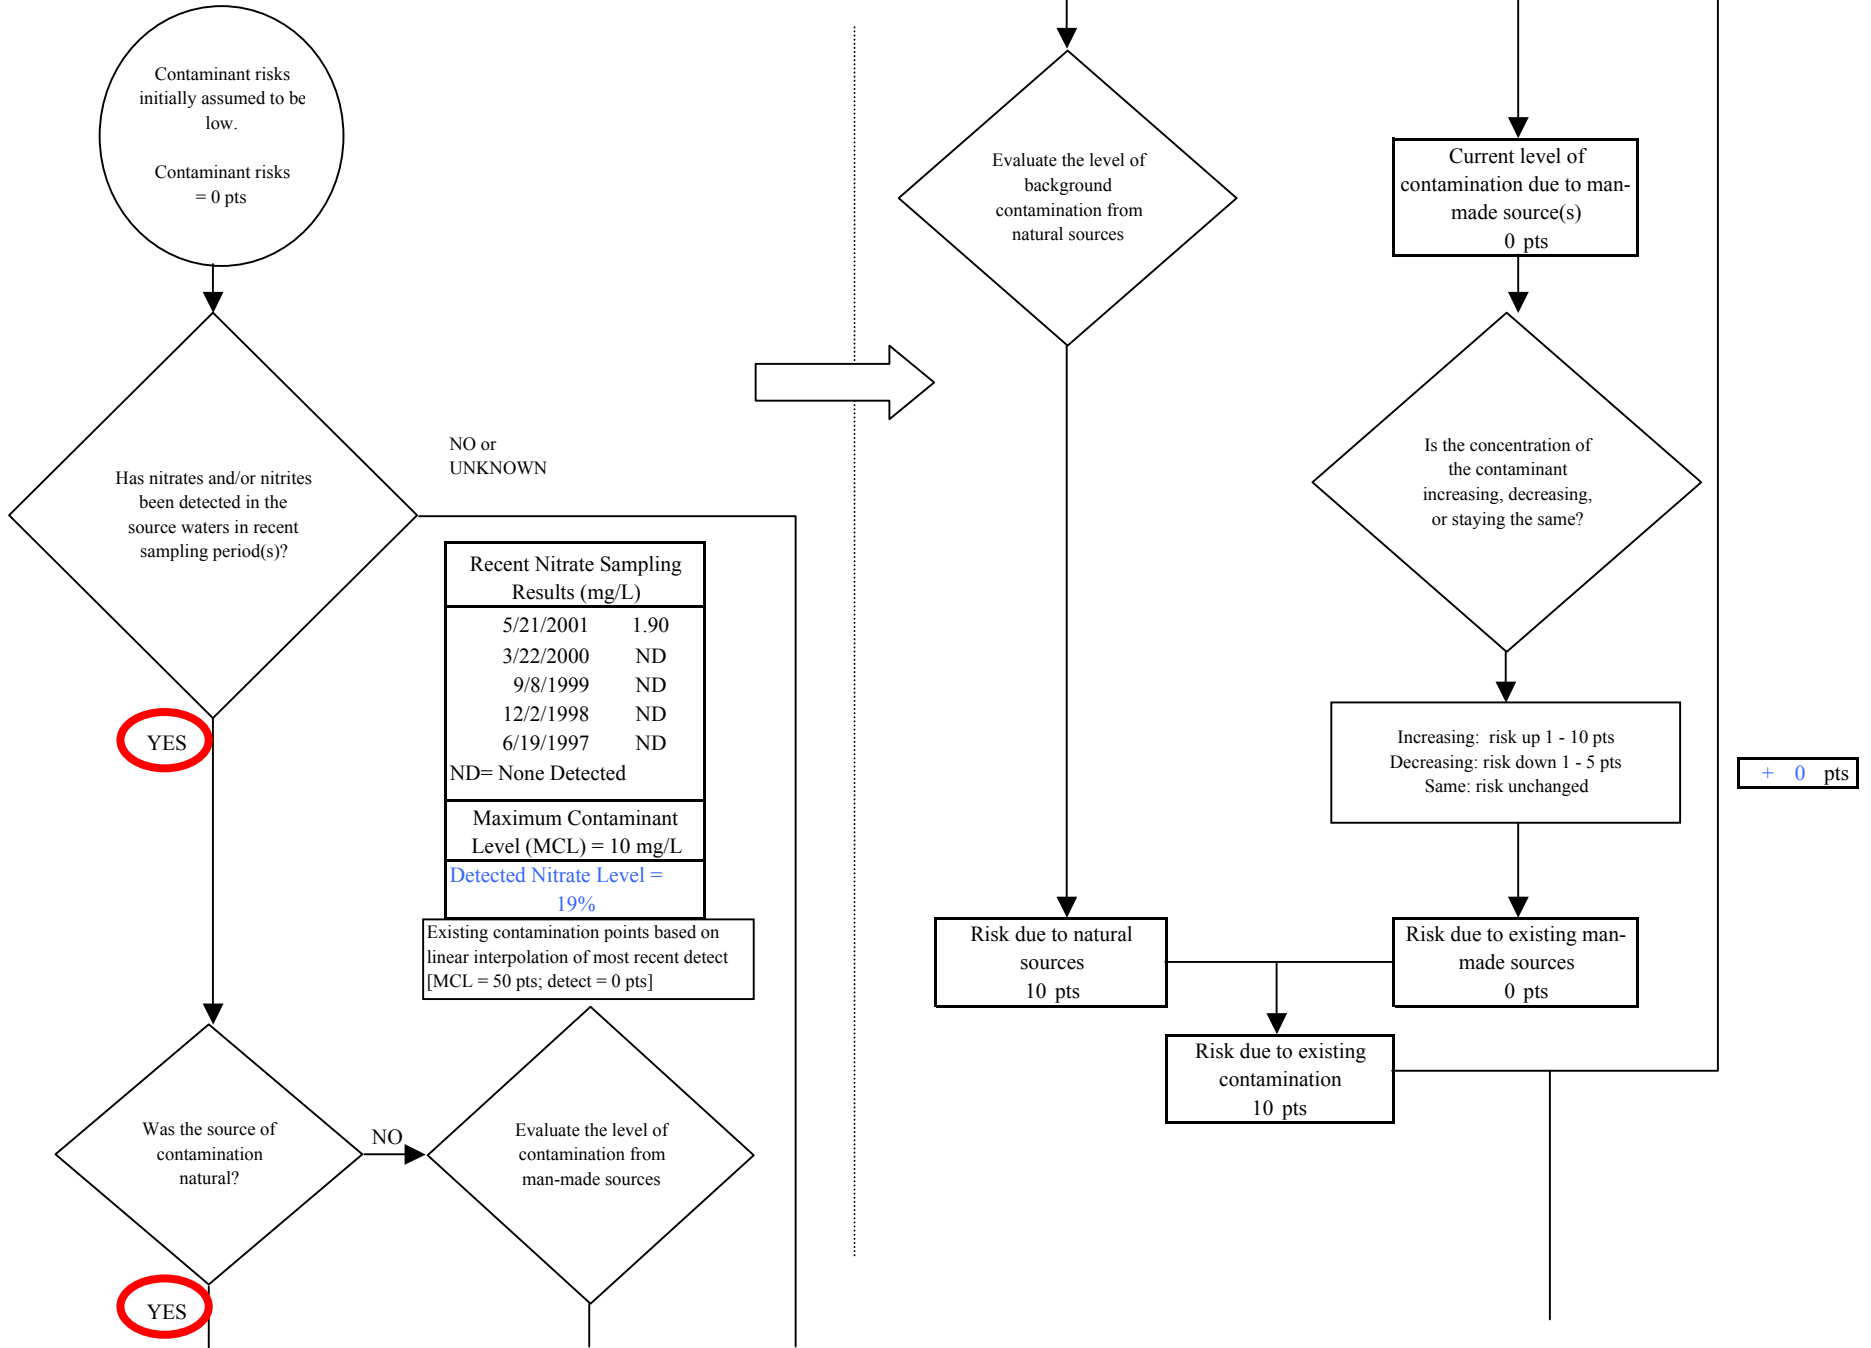 Contaminant risks
initially assumed to be
low.
Contaminant risks
= 0 pts
Has nitrates and/or nitrites
been detected in the
source waters in recent
sampling period(s)?
NO or
UNKNOWN
YES
Recent Nitrate Sampling
Results (mg/L)
5/21/2001 1.90
3/22/2000 ND
9/8/1999 ND
12/2/1998 ND
6/19/1997 ND
ND= None Detected
Maximum Contaminant
Level (MCL) = 10 mg/L
Detected Nitrate Level =
19%
Existing contamination points based on
linear interpolation of most recent detect
[MCL = 50 pts; detect = 0 pts]
Was the source of
contamination
natural?
NO
YES
Evaluate the level of
contamination from
man-made sources
Evaluate the level of
background
contamination from
natural sources
Current level of
contamination due to man-
made source(s)
0 pts
Is the concentration of
the contaminant
increasing, decreasing,
or staying the same?
Increasing: risk up 1 - 10 pts
Decreasing: risk down 1 - 5 pts
Same: risk unchanged
+ 0 pts
Risk due to natural
sources
10 pts
Risk due to existing man-
made sources
0 pts
Risk due to existing
contamination
10 pts